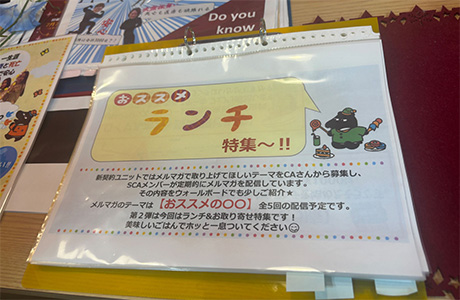 Do you
know
おススメ
ランチ
特集～!!
新契約ユニットではメルマガで取り上げてほしいテーマをCAさんから募集し、
SCAメンバーが定期的にメルマガを配信しています。
その内容をウォールボードでも少しご紹介★
メルマガのテーマは【おススメの〇〇】全5回の配信予定です。
第2弾は今回はランチ&お取り寄せ特集です！
美味しいごはんでホッと一息ついてください😊